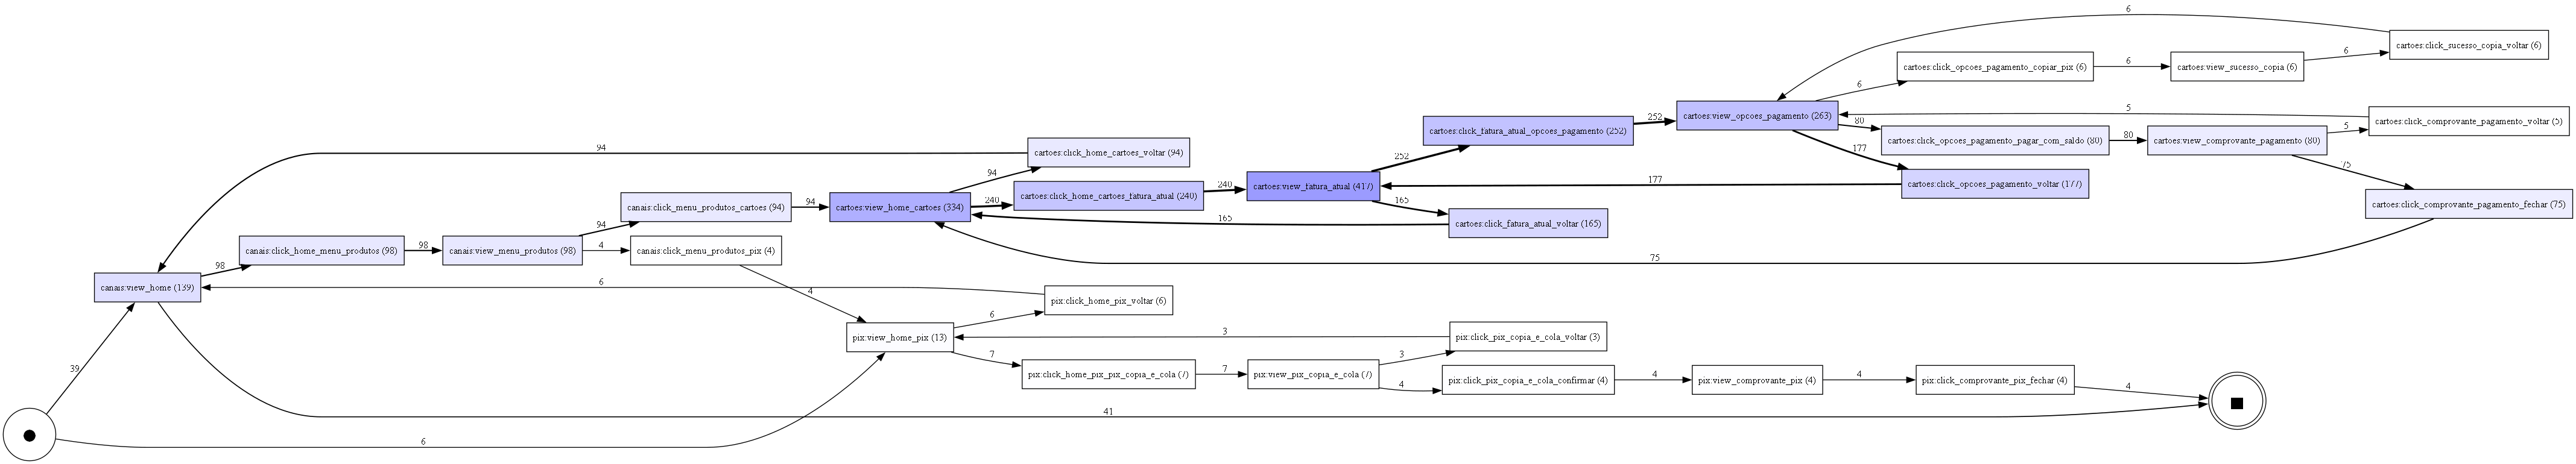 6
cartoes:click_sucesso_copia_voltar (6)
6
cartoes:click_opcoes_pagamento_copiar_pix (6)
6
cartoes:view_sucesso_copia (6)
6
cartoes:view_opcoes_pagamento (263)
5
cartoes:click_comprovante_pagamento_voltar (5)
252
cartoes:click_fatura_atual_opcoes_pagamento (252)
80
cartoes:click_opcoes_pagamento_pagar_com_saldo (80)
80
cartoes:view_comprovante_pagamento (80)
5
94
cartoes:click_home_cartoes_voltar (94)
252
177
75
94
240
cartoes:view_fatura_atual (417)
177
cartoes:click_opcoes_pagamento_voltar (177)
cartoes:click_home_cartoes_fatura_atual (240)
canais:click_menu_produtos_cartoes (94)
94
cartoes:view_home_cartoes (334)
240
165
cartoes:click_comprovante_pagamento_fechar (75)
165
cartoes:click_fatura_atual_voltar (165)
94
canais:click_home_menu_produtos (98)
98
canais:view_menu_produtos (98)
4
canais:click_menu_produtos_pix (4)
75
98
canais:view_home (139)
6
4
pix:click_home_pix_voltar (6)
6
pix:view_home_pix (13)
3
pix:click_pix_copia_e_cola_voltar (3)
7
pix:click_home_pix_pix_copia_e_cola (7)
7
pix:view_pix_copia_e_cola (7)
3
4
pix:click_pix_copia_e_cola_confirmar (4)
4
pix:view_comprovante_pix (4)
4
pix:click_comprovante_pix_fechar (4)
4
39
41
6